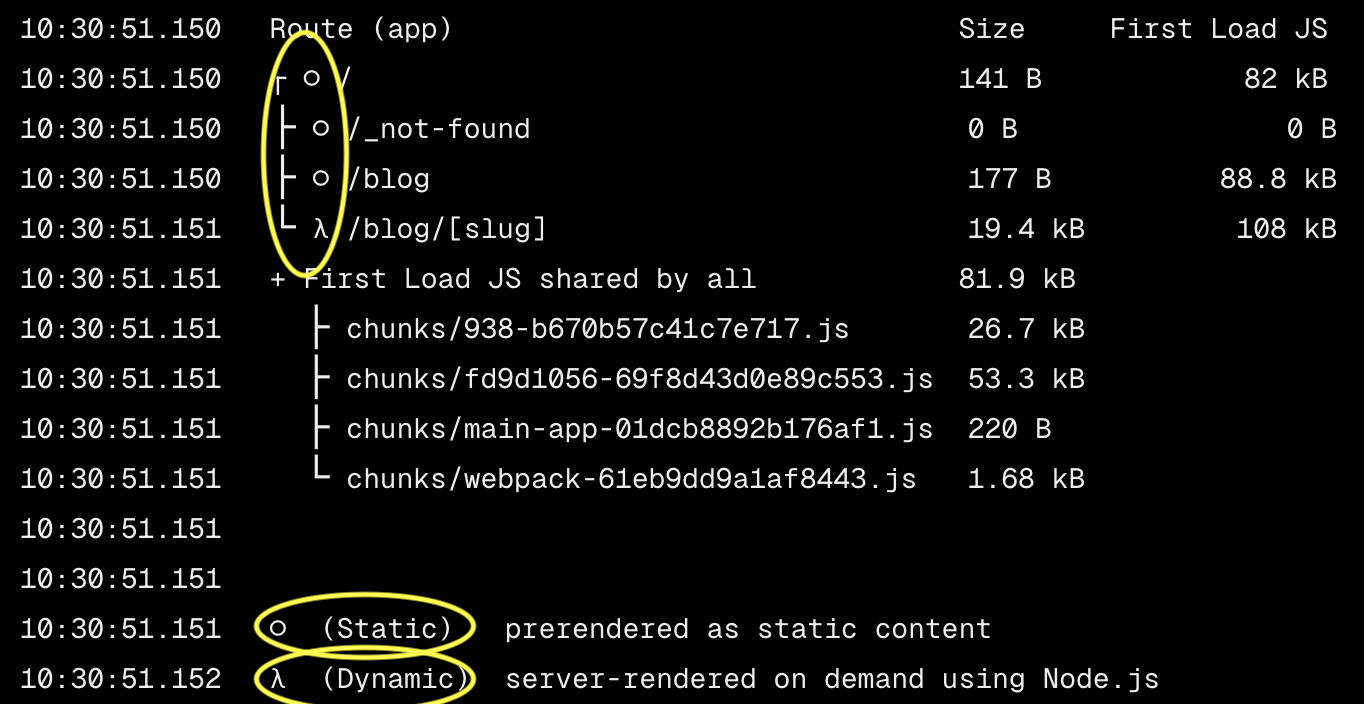 10:30:51.150 Route (app) Size First Load JS
10:30:51.150 ┌ ○ / 141 B 82 kB
10:30:51.150 ├ ○ /_not-found 0 B 0 B
10:30:51.150 ├ ○ /blog 177 B 88.8 kB
10:30:51.151 └ λ /blog/[slug] 19.4 kB 108 kB
10:30:51.151 + First Load JS shared by all 81.9 kB
10:30:51.151 ├ chunks/938-b670b57c41c7e717.js 26.7 kB
10:30:51.151 ├ chunks/fd9d1056-69f8d43d0e89c553.js 53.3 kB
10:30:51.151 ├ chunks/main-app-01dcb8892b176af1.js 220 B
10:30:51.151 └ chunks/webpack-61eb9dd9a1af8443.js 1.68 kB
10:30:51.151
10:30:51.151
10:30:51.151 ○ (Static) prerendered as static content
10:30:51.152 λ (Dynamic) server-rendered on demand using Node.js